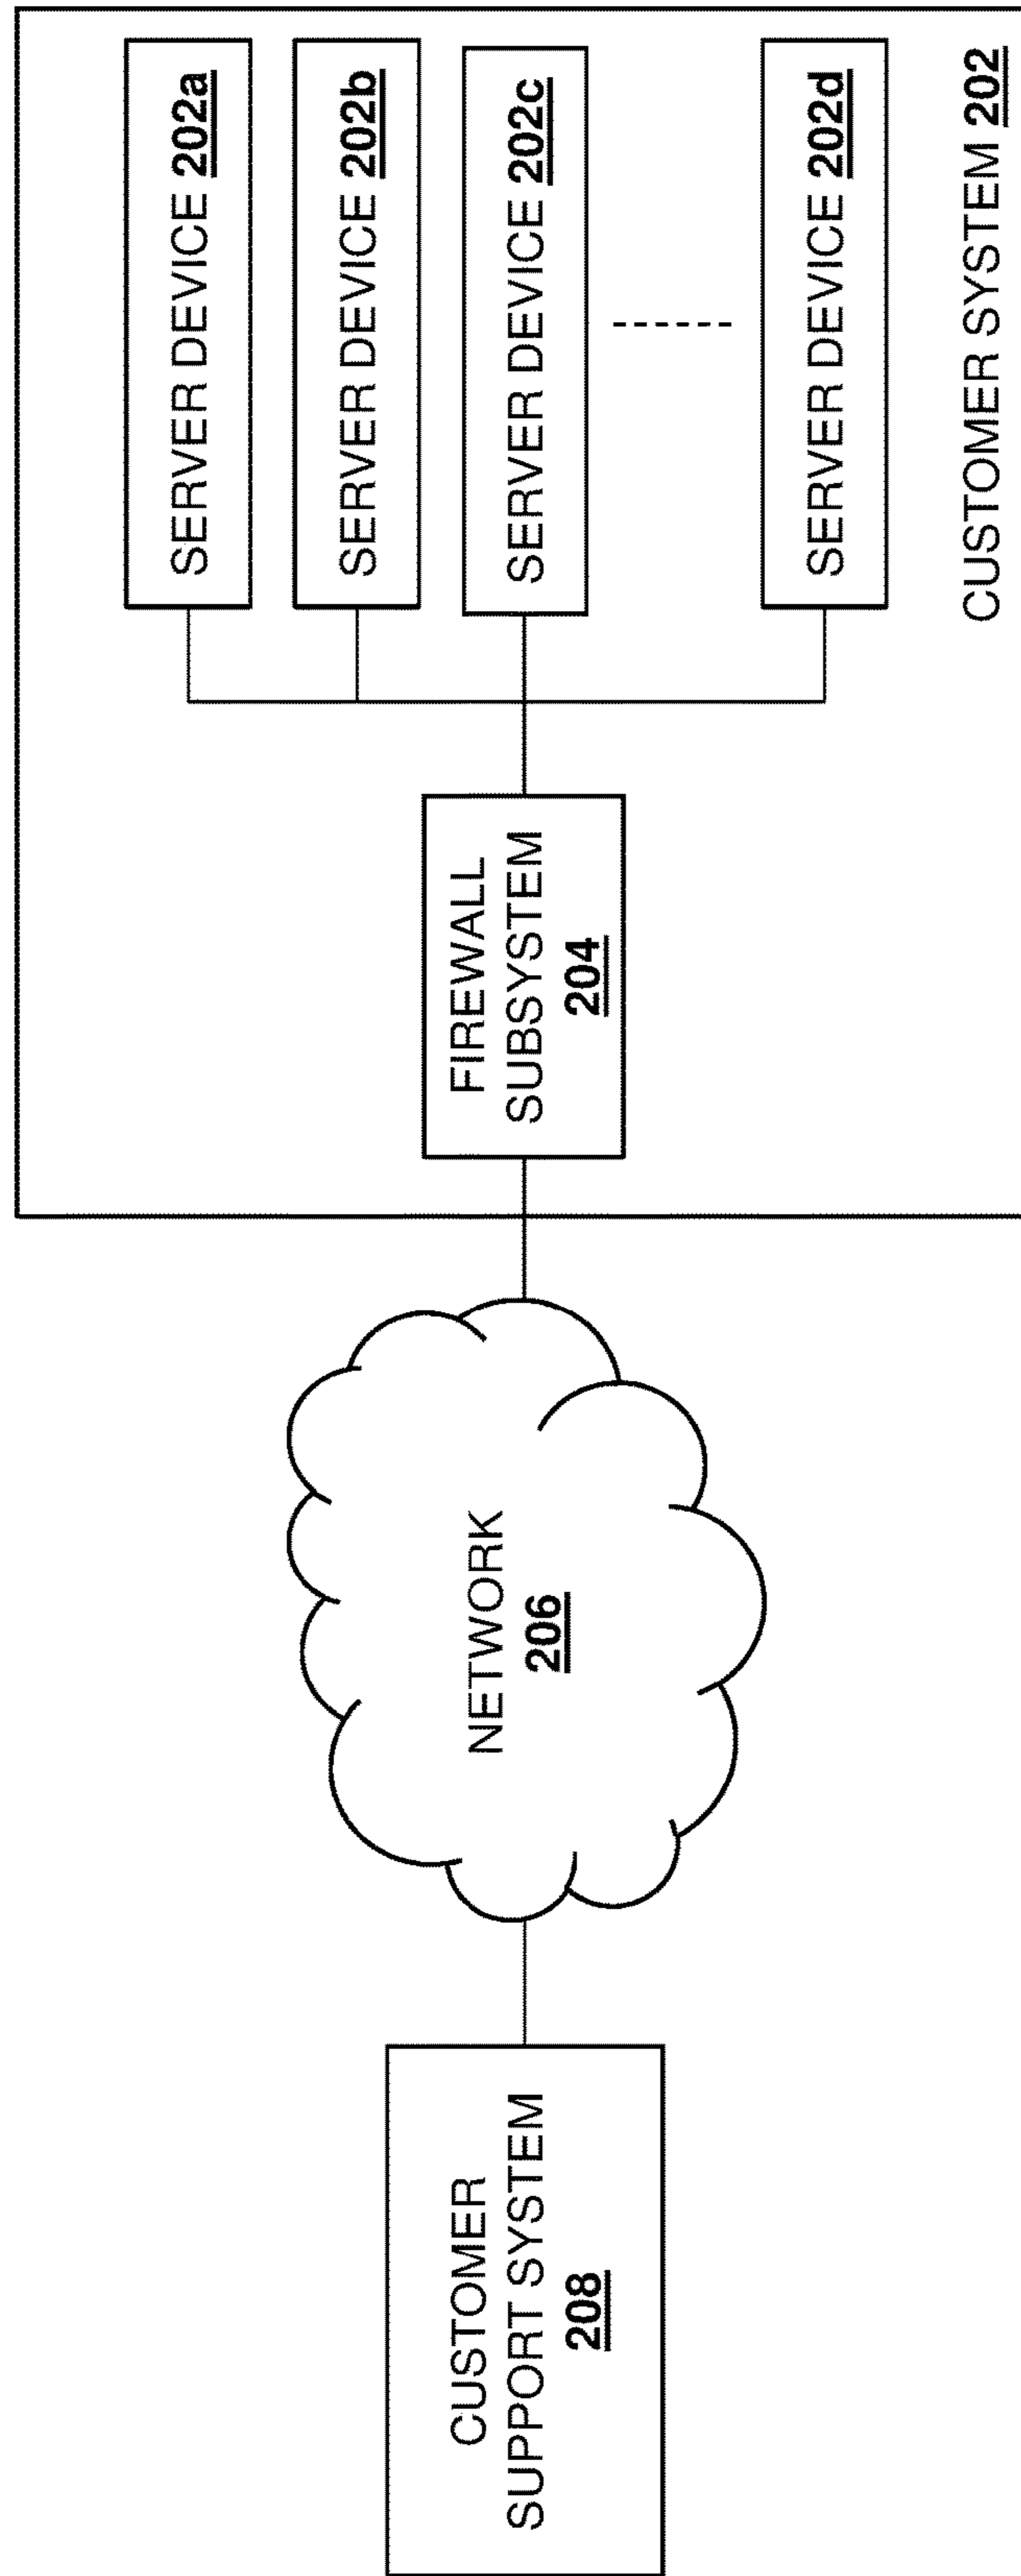 CUSTOMER
SUPPORT SYSTEM
208
NETWORK
206
FIREWALL
SUBSYSTEM
204
SERVER DEVICE 202a
SERVER DEVICE 202b
SERVER DEVICE 202c
SERVER DEVICE 202d
CUSTOMER SYSTEM 202